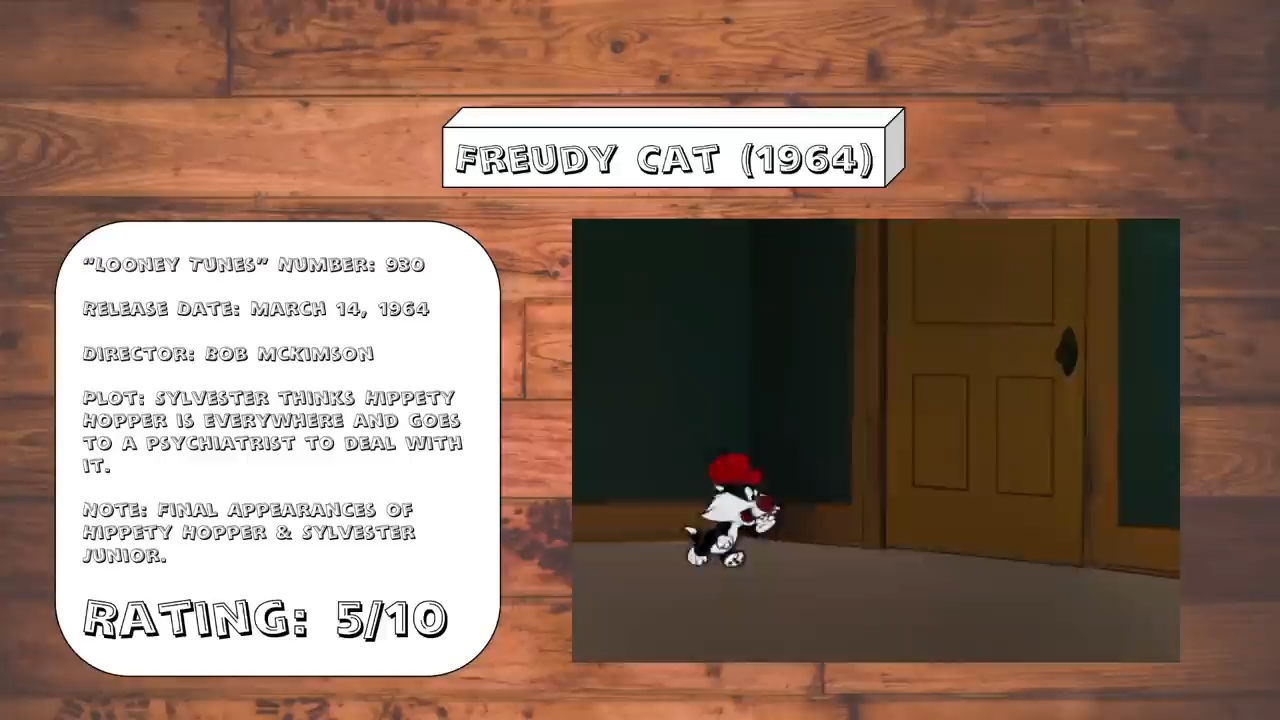 FREUDY CAT (1964)
"LOONEY TUNES" NUMBER: 930
RELEASE DATE: MARCH 14, 1964
DIRECTOR: BOB MCKIMSON
PLOT: SYLVESTER THINKS HIPPETY
HOPPER IS EVERYWHERE AND GOES
TO A PSYCHIATRIST TO DEAL WITH
IT.
NOTE: FINAL APPEARANCES OF
HIPPETY HOPPER & SYLVESTER
JUNIOR.
RATING: 5/10